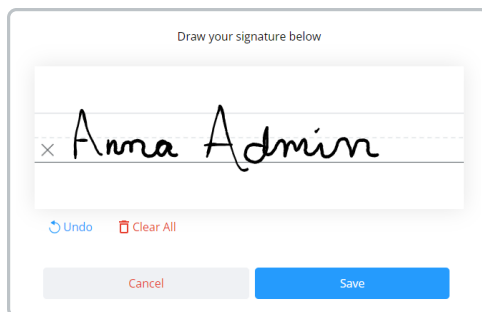 Draw your signature below
Anna Admin
Undo Clear All
Cancel Save